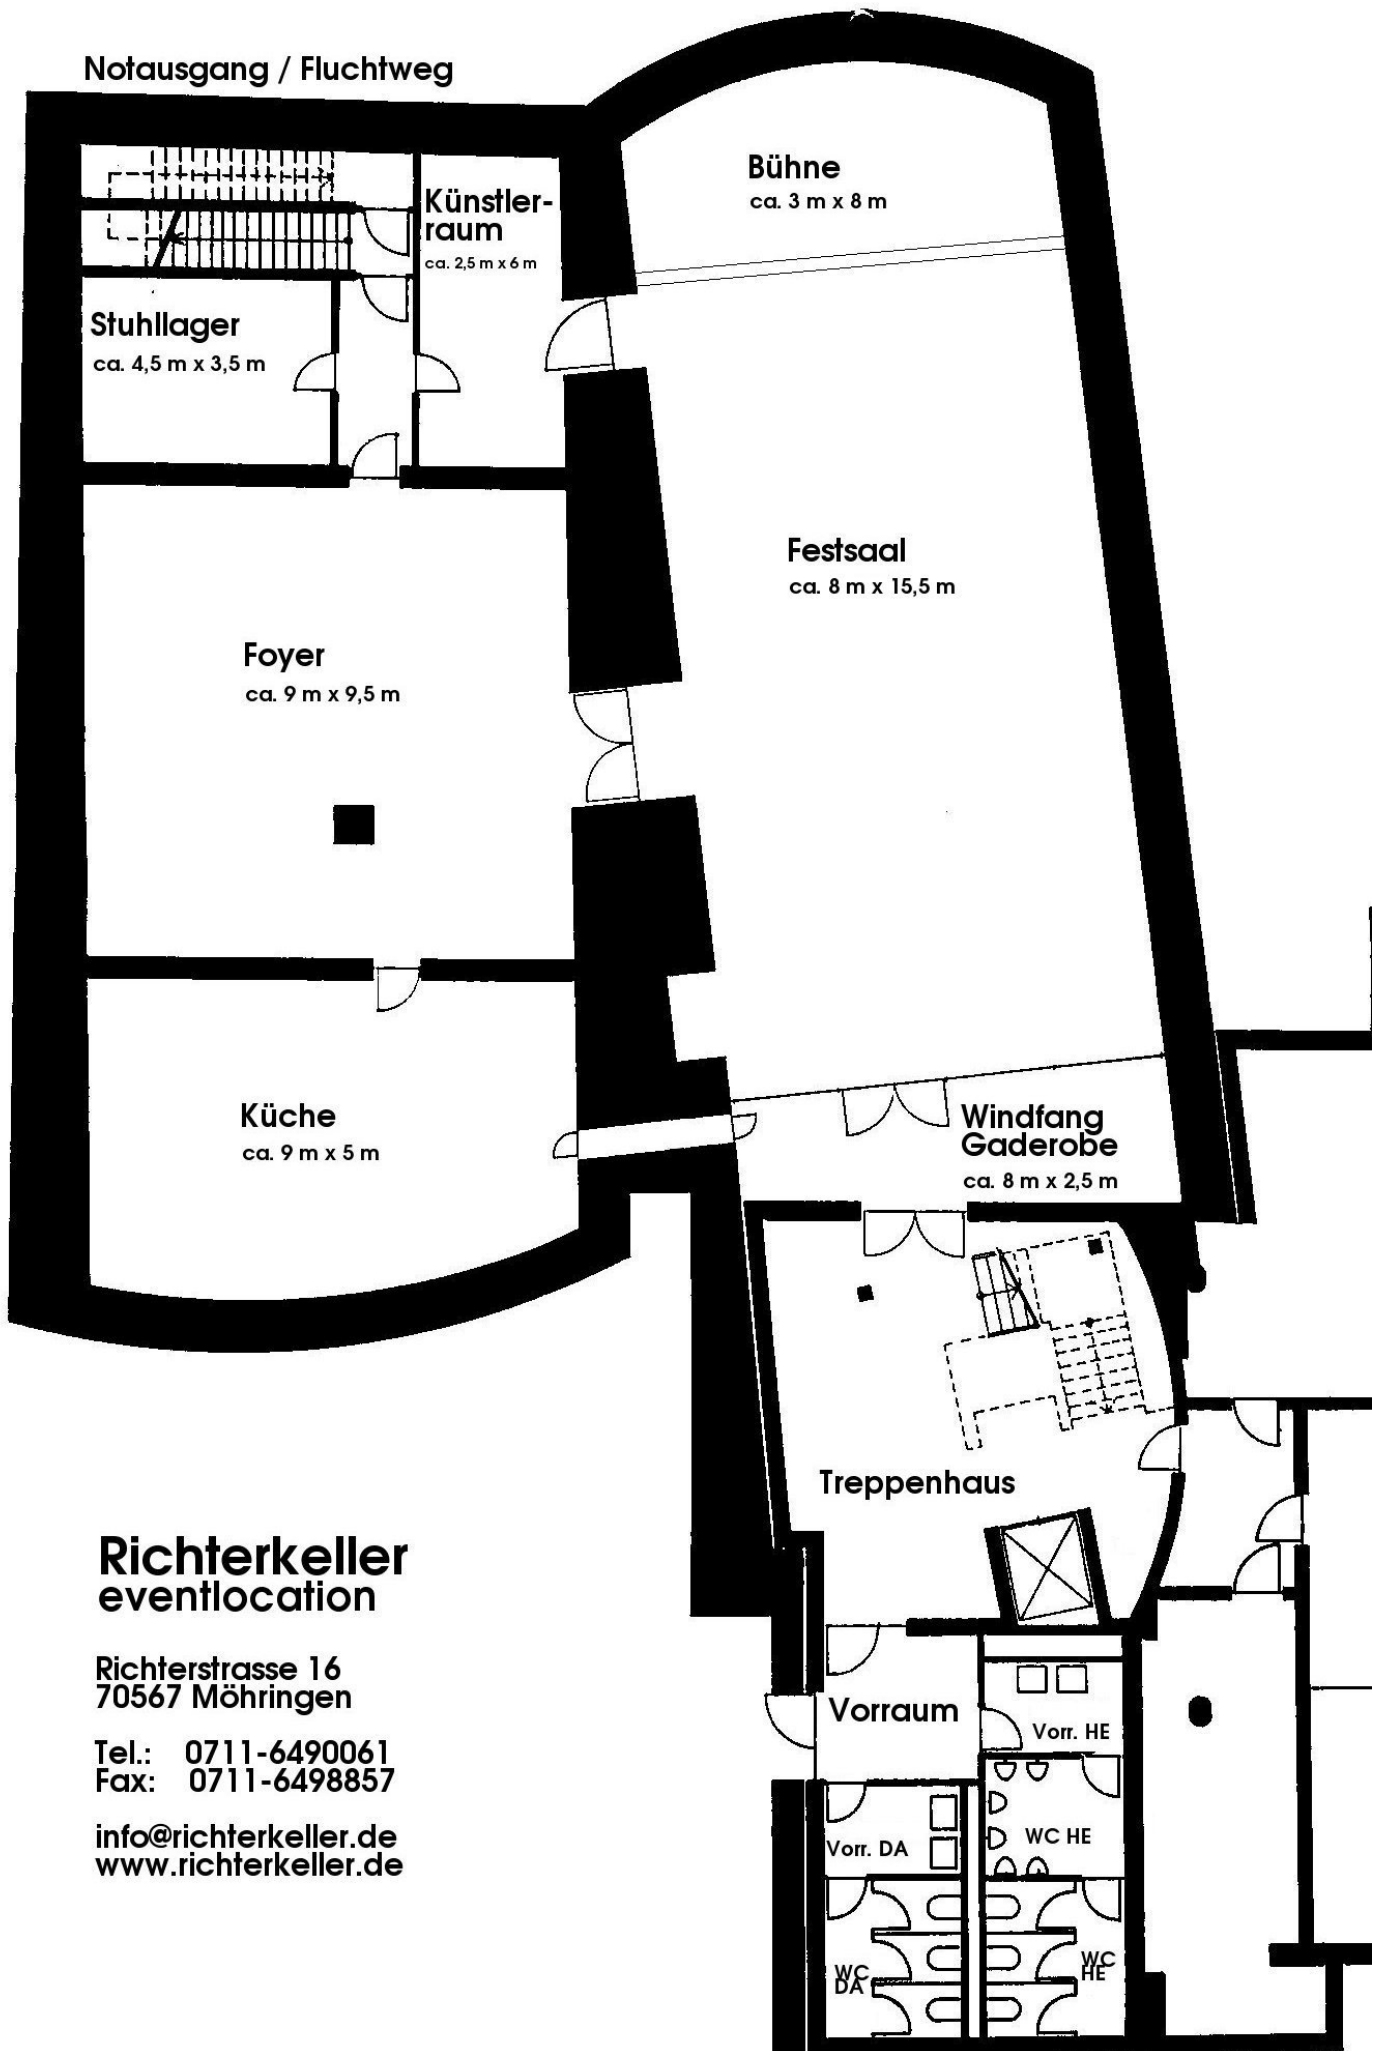 Notausgang / Fluchtweg
Bühne
ca. 3 m x 8 m
Künstler-
raum
ca. 2,5 m x 6 m
Stuhllager
ca. 4,5 m x 3,5 m
Festsaal
ca. 8 m x 15,5 m
Foyer
ca. 9 m x 9,5 m
Küche
ca. 9 m x 5 m
Windfang
Gaderobe
ca. 8 m x 2,5 m
Treppenhaus
Richterkeller
eventlocation
Richterstrasse 16
70567 Möhringen
Tel.: 0711-6490061
Fax: 0711-6498857
info@richterkeller.de
www.richterkeller.de
Vorraum
Vorr. HE
WC HE
Vorr. DA
WC
DA
WC
HE